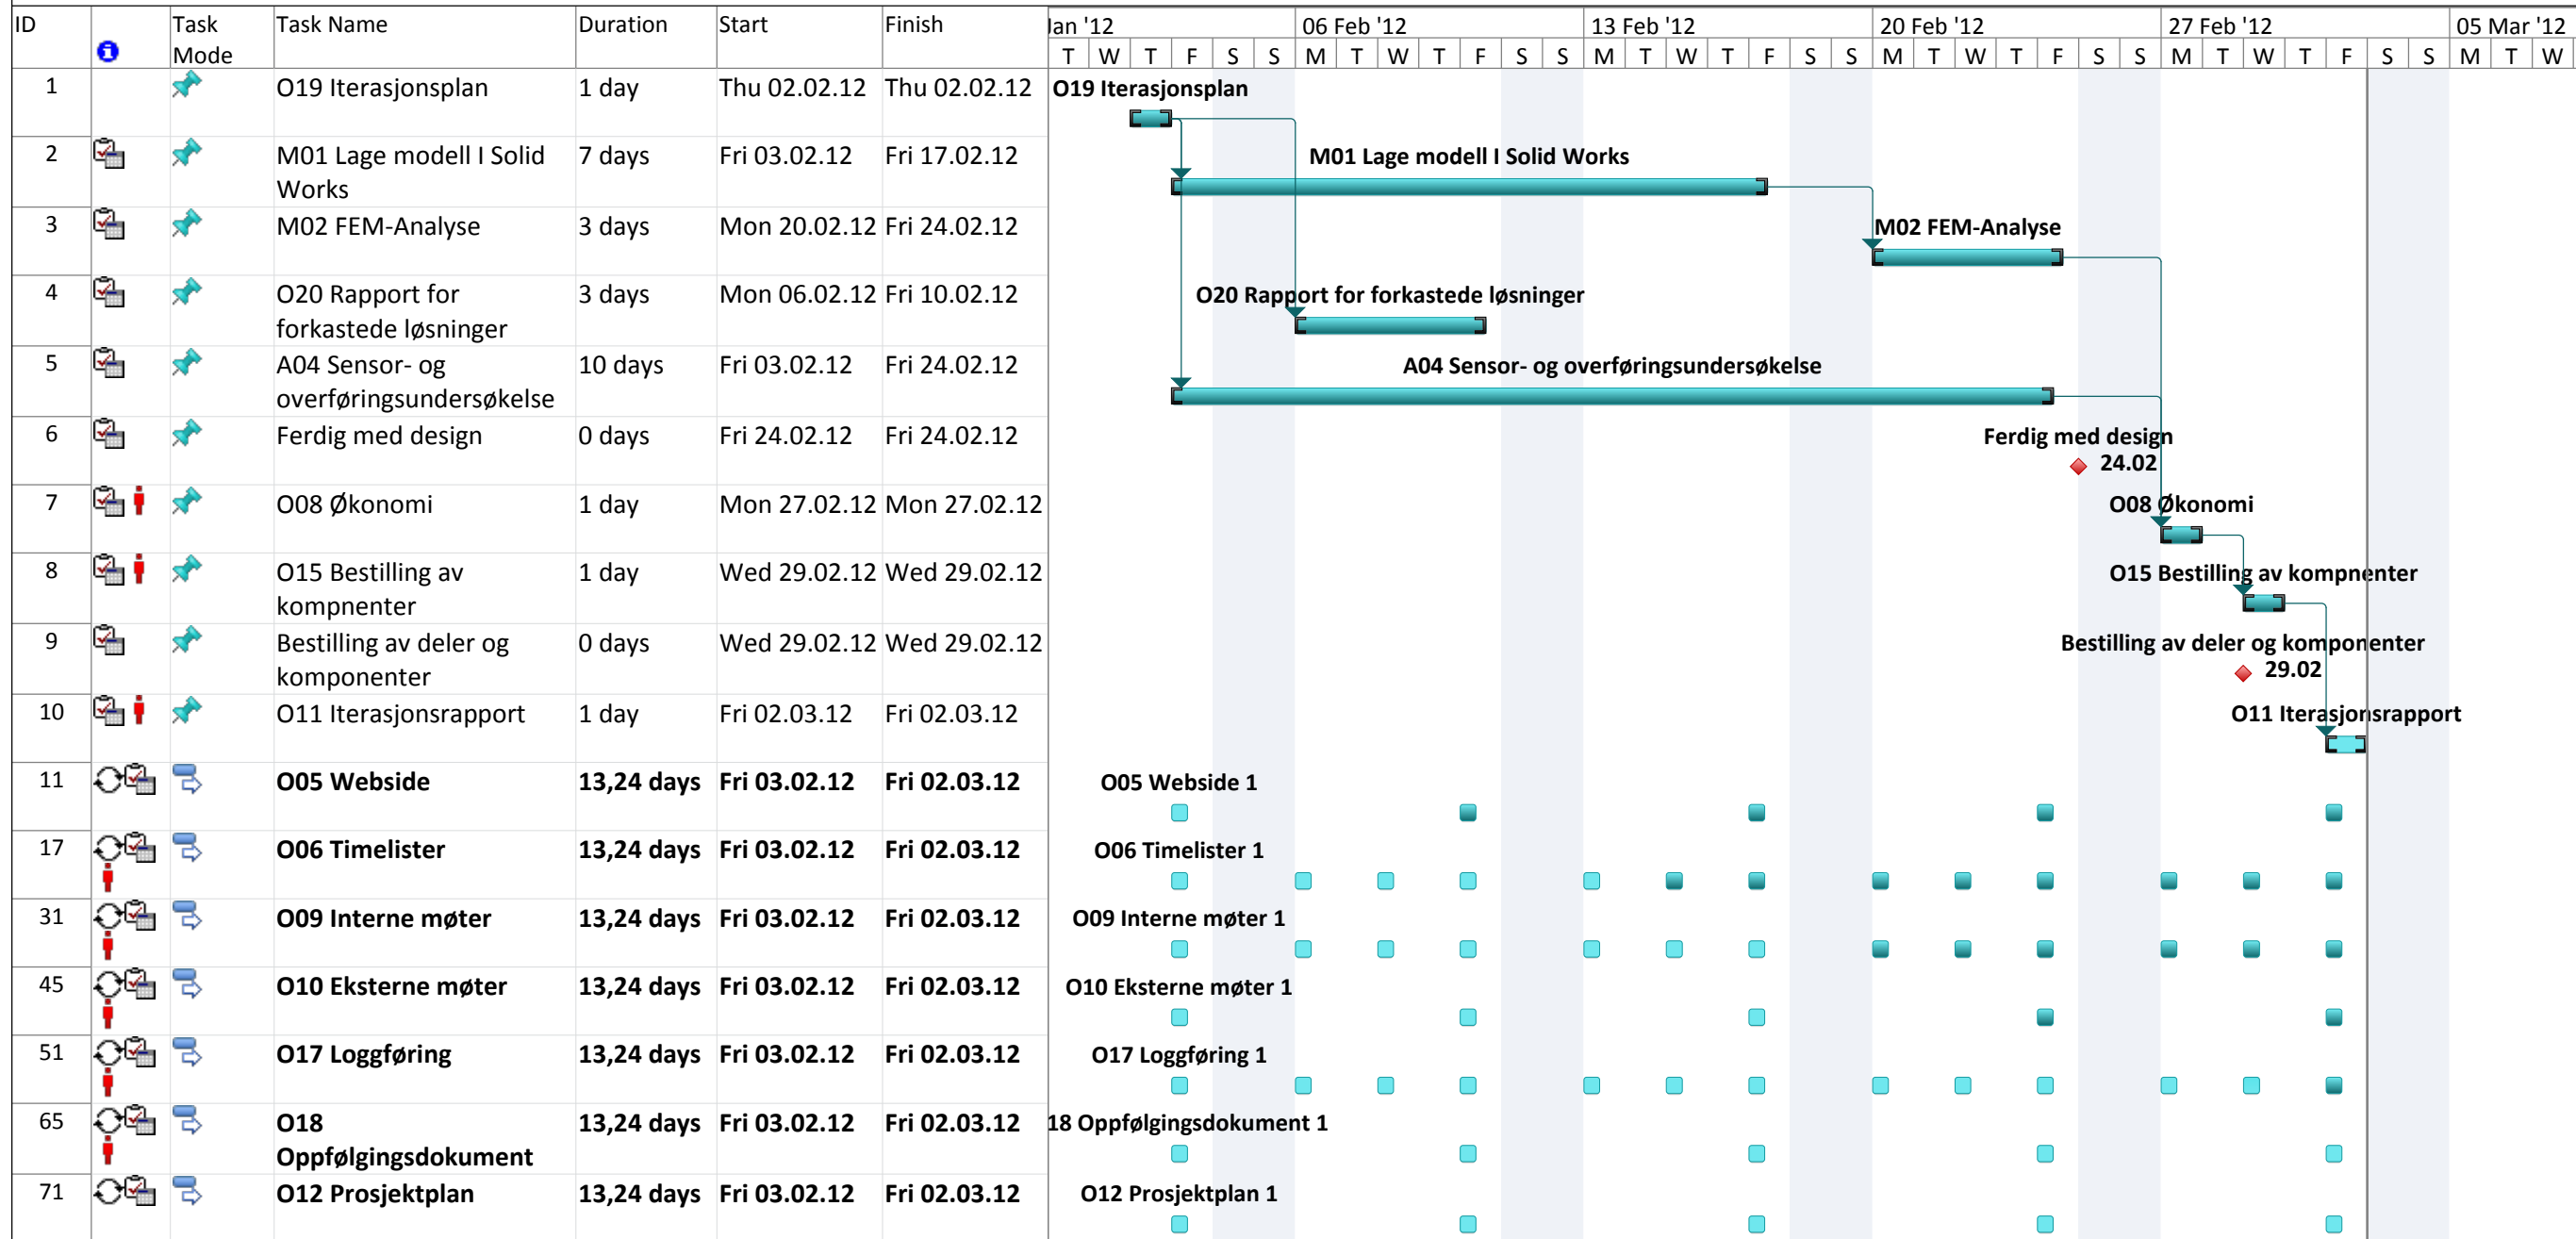 ID Task Mode Task Name Duration Start Finish Jan '12 06 Feb '12 13 Feb '12 20 Feb '12 27 Feb '12 05 Mar '12
T W T F S S M T W T F S S M T W T F S S M T W T F S S M T W T F S S M T W
1 O19 Iterasjonsplan 1 day Thu 02.02.12 Thu 02.02.12 O19 Iterasjonsplan
2 M01 Lage modell I Solid Works 7 days Fri 03.02.12 Fri 17.02.12 M01 Lage modell I Solid Works
3 M02 FEM-Analyse 3 days Mon 20.02.12 Fri 24.02.12 M02 FEM-Analyse
4 O20 Rapport for forkastede løsninger 3 days Mon 06.02.12 Fri 10.02.12 O20 Rapport for forkastede løsninger
5 A04 Sensor- og overføringsundersøkelse 10 days Fri 03.02.12 Fri 24.02.12 A04 Sensor- og overføringsundersøkelse
6 Ferdig med design 0 days Fri 24.02.12 Fri 24.02.12 Ferdig med design
24.02
7 O08 Økonomi 1 day Mon 27.02.12 Mon 27.02.12 O08 Økonomi
8 O15 Bestilling av kompnenter 1 day Wed 29.02.12 Wed 29.02.12 O15 Bestilling av kompnenter
9 Bestilling av deler og komponenter 0 days Wed 29.02.12 Wed 29.02.12 Bestilling av deler og komponenter
29.02
10 O11 Iterasjonsrapport 1 day Fri 02.03.12 Fri 02.03.12 O11 Iterasjonsrapport
11 O05 Webside 13,24 days Fri 03.02.12 Fri 02.03.12 O05 Webside 1
17 O06 Timelister 13,24 days Fri 03.02.12 Fri 02.03.12 O06 Timelister 1
31 O09 Interne møter 13,24 days Fri 03.02.12 Fri 02.03.12 O09 Interne møter 1
45 O10 Eksterne møter 13,24 days Fri 03.02.12 Fri 02.03.12 O10 Eksterne møter 1
51 O17 Loggføring 13,24 days Fri 03.02.12 Fri 02.03.12 O17 Loggføring 1
65 O18 Oppfølgingsdokument 13,24 days Fri 03.02.12 Fri 02.03.12 18 Oppfølgingsdokument 1
71 O12 Prosjektplan 13,24 days Fri 03.02.12 Fri 02.03.12 O12 Prosjektplan 1